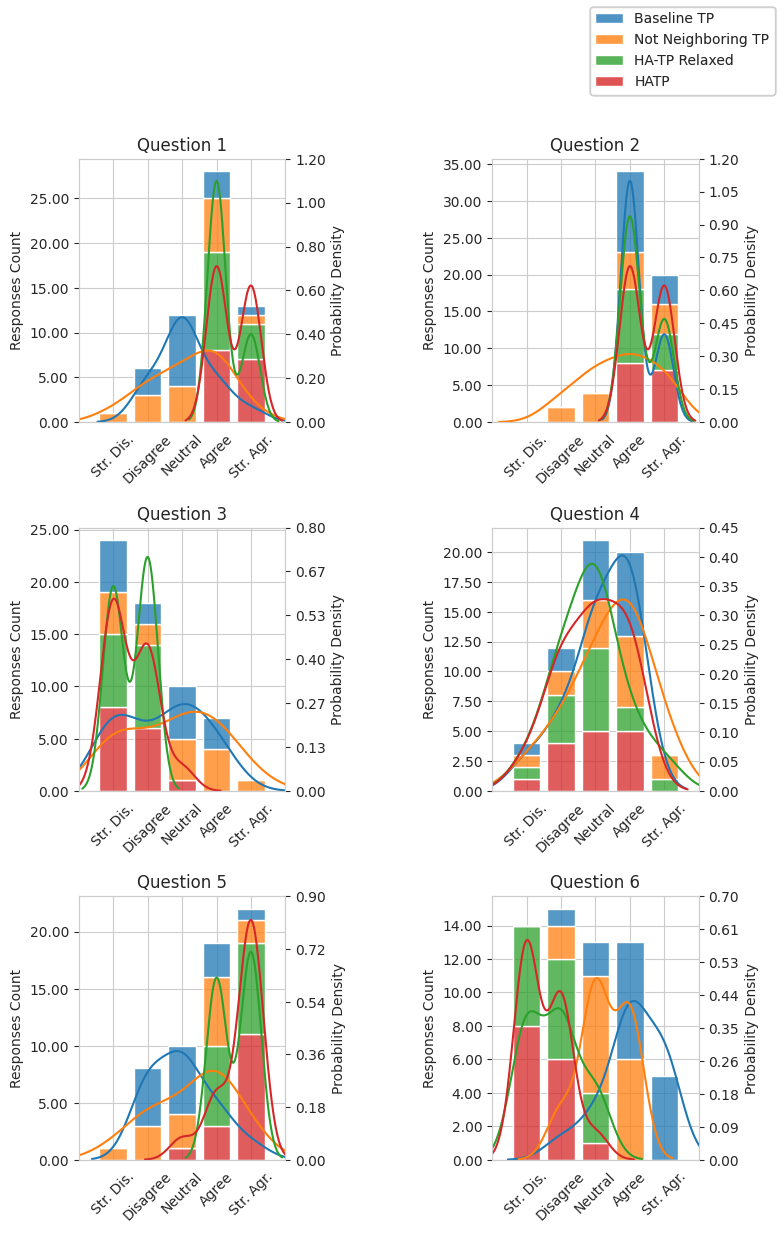 Baseline TP
Not Neighboring TP
HA-TP Relaxed
HATP
Question 1
Responses Count
0.00
5.00
10.00
15.00
20.00
25.00
Str. Dis.
Disagree
Neutral
Agree
Str. Agr.
Probability Density
0.00
0.20
0.40
0.60
0.80
1.00
1.20
Question 2
Responses Count
0.00
5.00
10.00
15.00
20.00
25.00
30.00
35.00
Str. Dis.
Disagree
Neutral
Agree
Str. Agr.
Probability Density
0.00
0.15
0.30
0.45
0.60
0.75
0.90
1.05
1.20
Question 3
Responses Count
0.00
5.00
10.00
15.00
20.00
25.00
Str. Dis.
Disagree
Neutral
Agree
Str. Agr.
Probability Density
0.00
0.13
0.27
0.40
0.53
0.67
0.80
Question 4
Responses Count
0.00
2.50
5.00
7.50
10.00
12.50
15.00
17.50
20.00
Str. Dis.
Disagree
Neutral
Agree
Str. Agr.
Probability Density
0.00
0.05
0.10
0.15
0.20
0.25
0.30
0.35
0.40
0.45
Question 5
Responses Count
0.00
5.00
10.00
15.00
20.00
Str. Dis.
Disagree
Neutral
Agree
Str. Agr.
Probability Density
0.00
0.18
0.36
0.54
0.72
0.90
Question 6
Responses Count
0.00
2.00
4.00
6.00
8.00
10.00
12.00
14.00
Str. Dis.
Disagree
Neutral
Agree
Str. Agr.
Probability Density
0.00
0.09
0.18
0.26
0.35
0.44
0.53
0.61
0.70